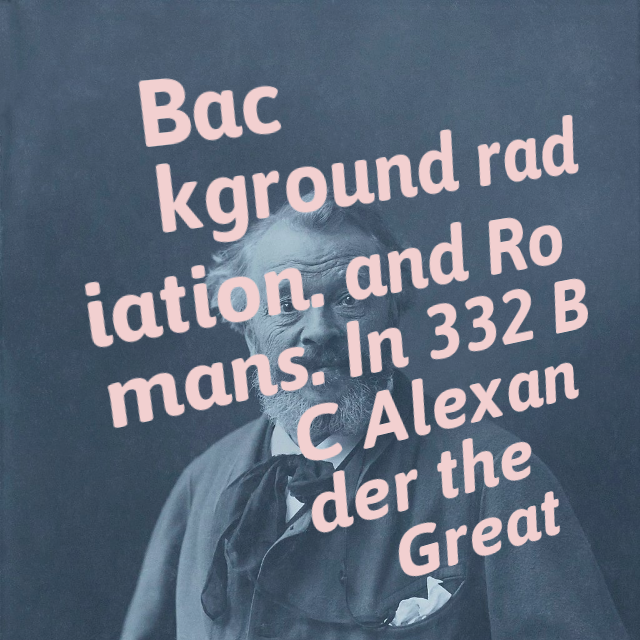 Bac
kground rad
iation. and Ro
mans. In 332 B
C Alexan
der the
Great